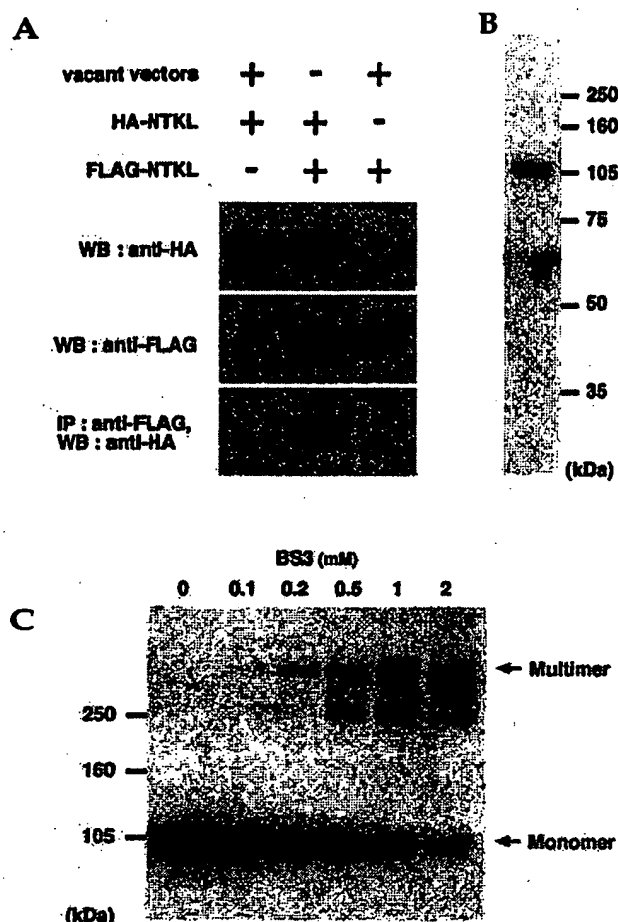 A
vacant vectors + - +
HA-NTKL + + -
FLAG-NTKL - + +
WB : anti-HA
WB : anti-FLAG
IP : anti-FLAG,
WB : anti-HA
B
250
160
105
75
50
35
(kDa)
C
BS3 (mM)
0 0.1 0.2 0.5 1 2
Multimer
250
160
105
Monomer
(kDa)